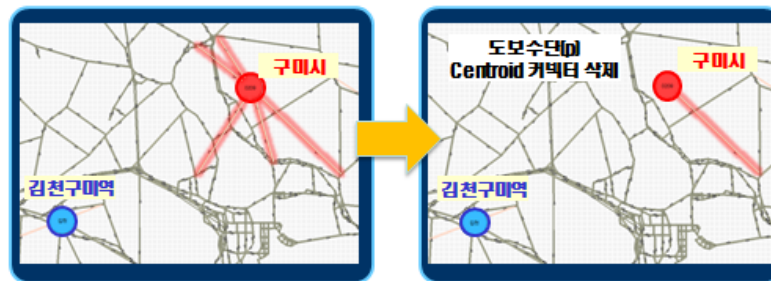 구미시
김천구미역
도보수단(p)
Centroid 커넥터 삭제
구미시
김천구미역